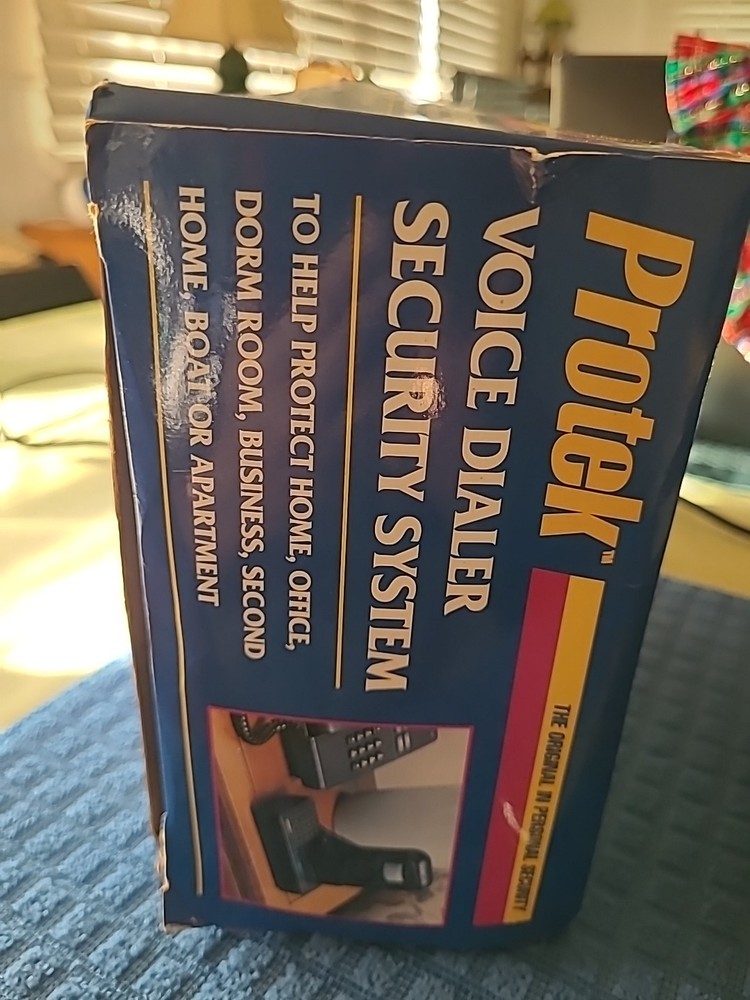 Protek™
THE ORIGINAL IN PERSONAL SECURITY
VOICE DIALER
SECURITY SYSTEM
TO HELP PROTECT HOME, OFFICE,
DORM ROOM, BUSINESS, SECOND
HOME, BOAT OR APARTMENT